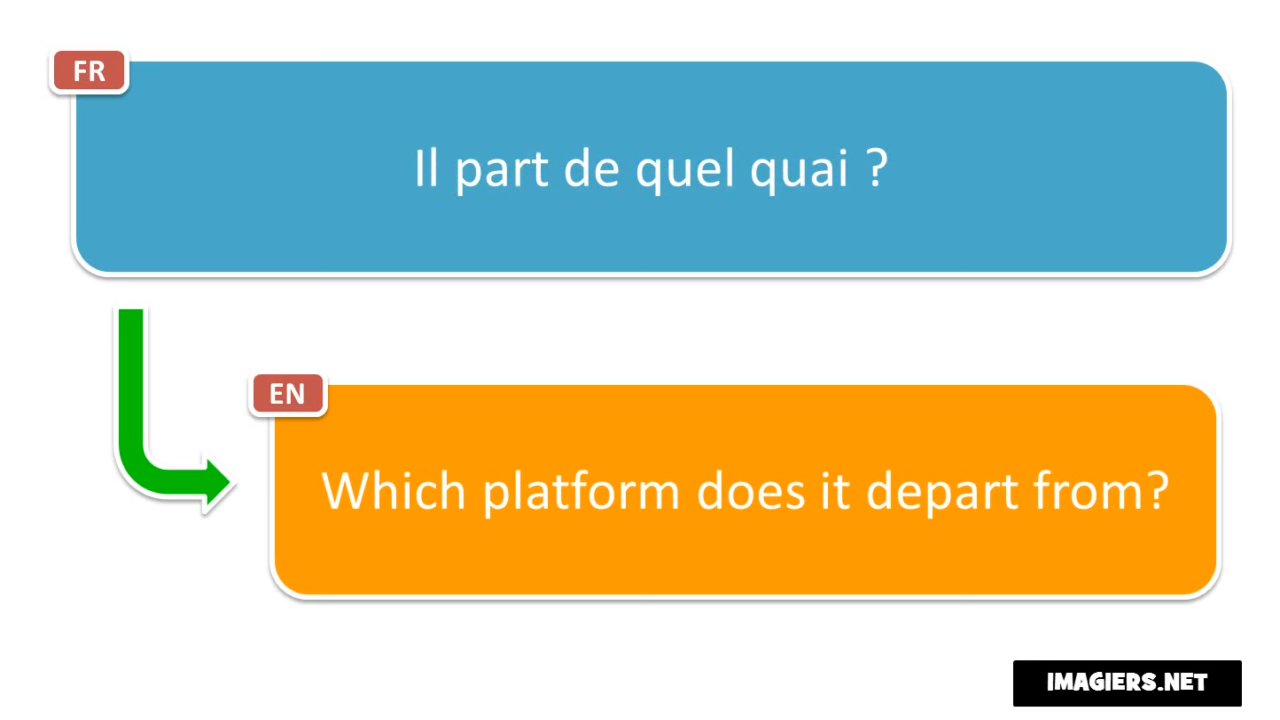 FR
Il part de quel quai ?
EN
Which platform does it depart from?
IMAGIERS.NET